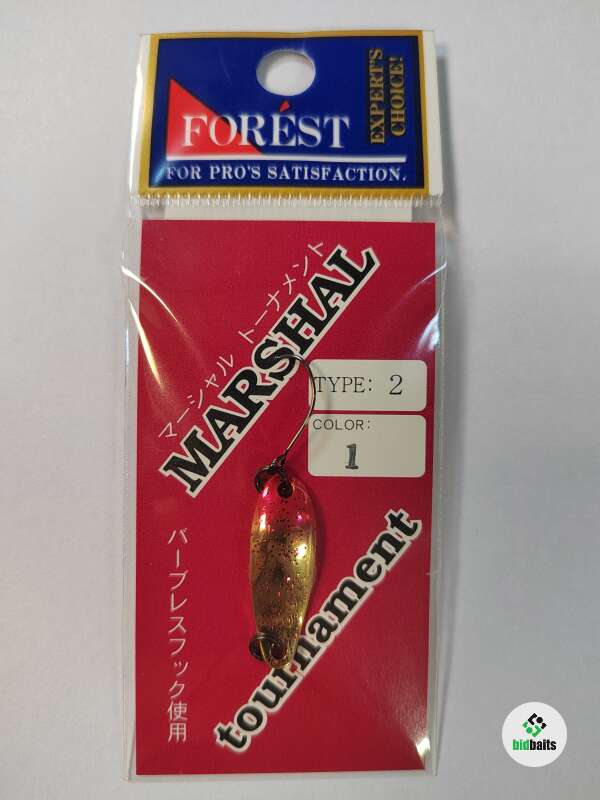 FORÉST
EXPERT'S
CHOICE!
FOR PRO'S SATISFACTION.
マーシャル トーナメント
MARSHAL
TYPE: 2
COLOR:
1
バーブレスフック使用
tournament
bidbaits